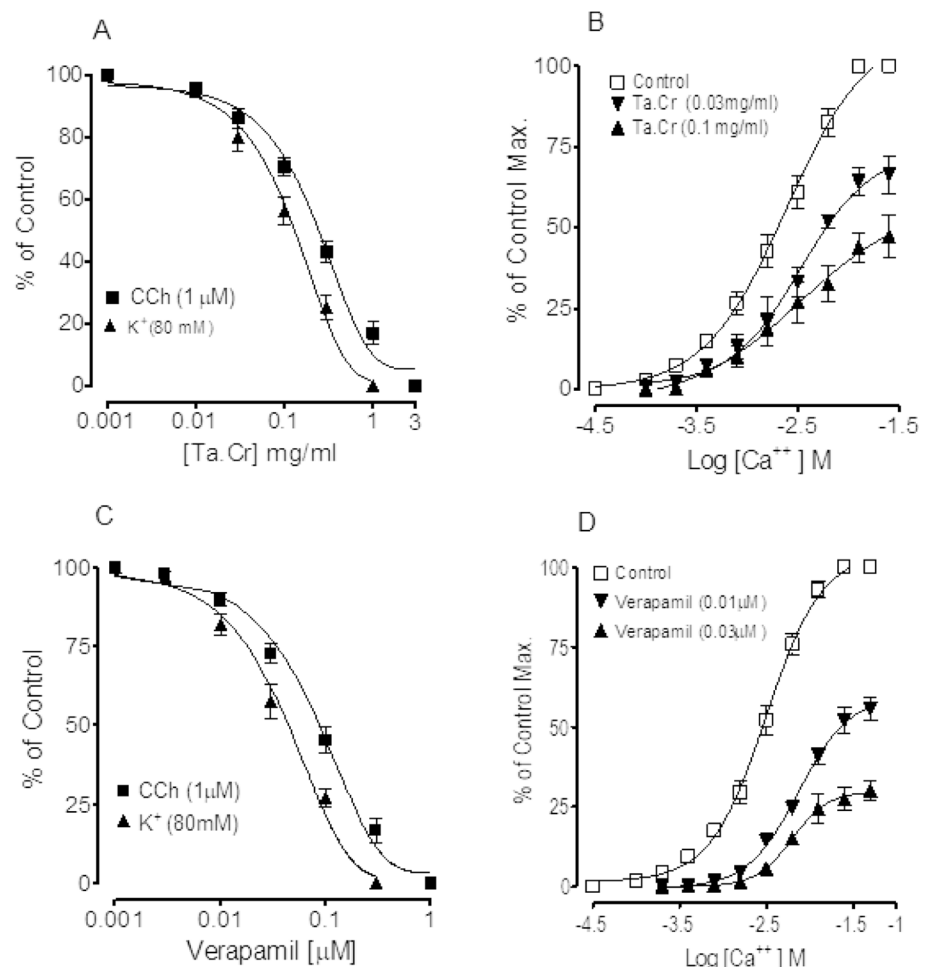 A
100
80
60
40
20
0
% of Control
■ CCh (1 μM)
▲ K⁺(80 mM)
0.001
0.01
0.1
1
3
[Ta.Cr] mg/ml
B
100
75
50
25
0
% of Control Max.
□ Control
▼ Ta.Cr (0.03mg/ml)
▲ Ta.Cr (0.1 mg/ml)
-4.5
-3.5
-2.5
-1.5
Log [Ca⁺⁺] M
C
100
75
50
25
0
% of Control
■ CCh (1μM)
▲ K⁺ (80mM)
0.001
0.01
0.1
1
Verapamil [μM]
D
100
75
50
25
0
% of Control Max.
□ Control
▼ Verapamil (0.01μM)
▲ Verapamil (0.03μM)
-4.5
-3.5
-2.5
-1.5
-1
Log [Ca⁺⁺] M